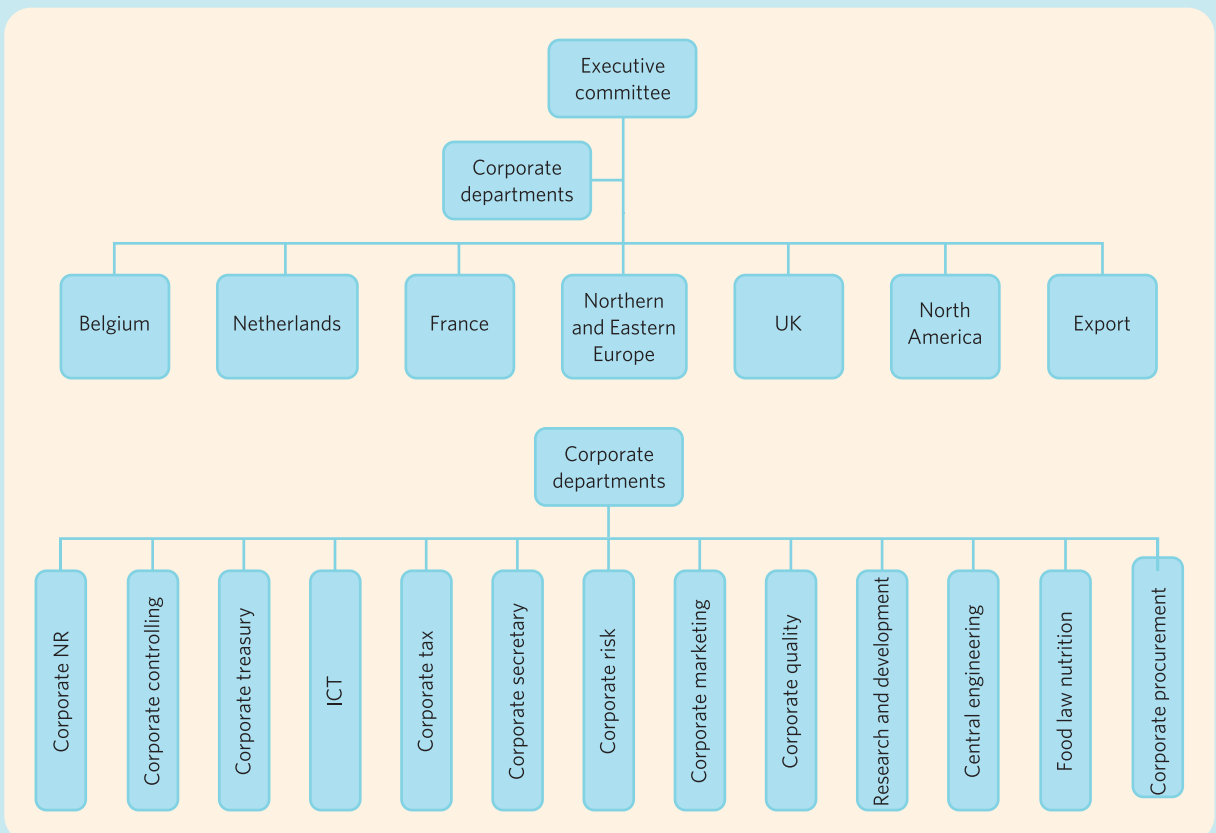 Executive
committee
Corporate
departments
Belgium
Netherlands
France
Northern
and Eastern
Europe
UK
North
America
Export
Corporate
departments
Corporate NR
Corporate controlling
Corporate treasury
ICT
Corporate tax
Corporate secretary
Corporate risk
Corporate marketing
Corporate quality
Research and development
Central engineering
Food law nutrition
Corporate procurement